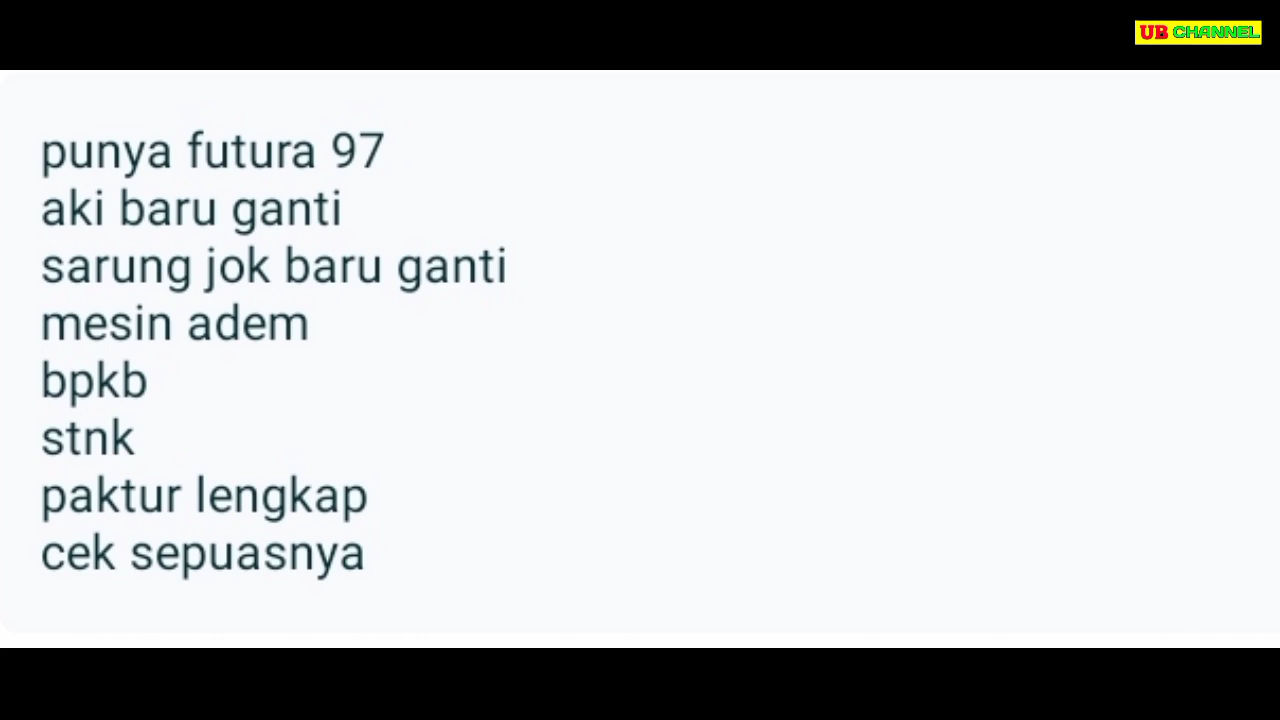 UB CHANNEL
punya futura 97
aki baru ganti
sarung jok baru ganti
mesin adem
bpkb
stnk
paktur lengkap
cek sepuasnya